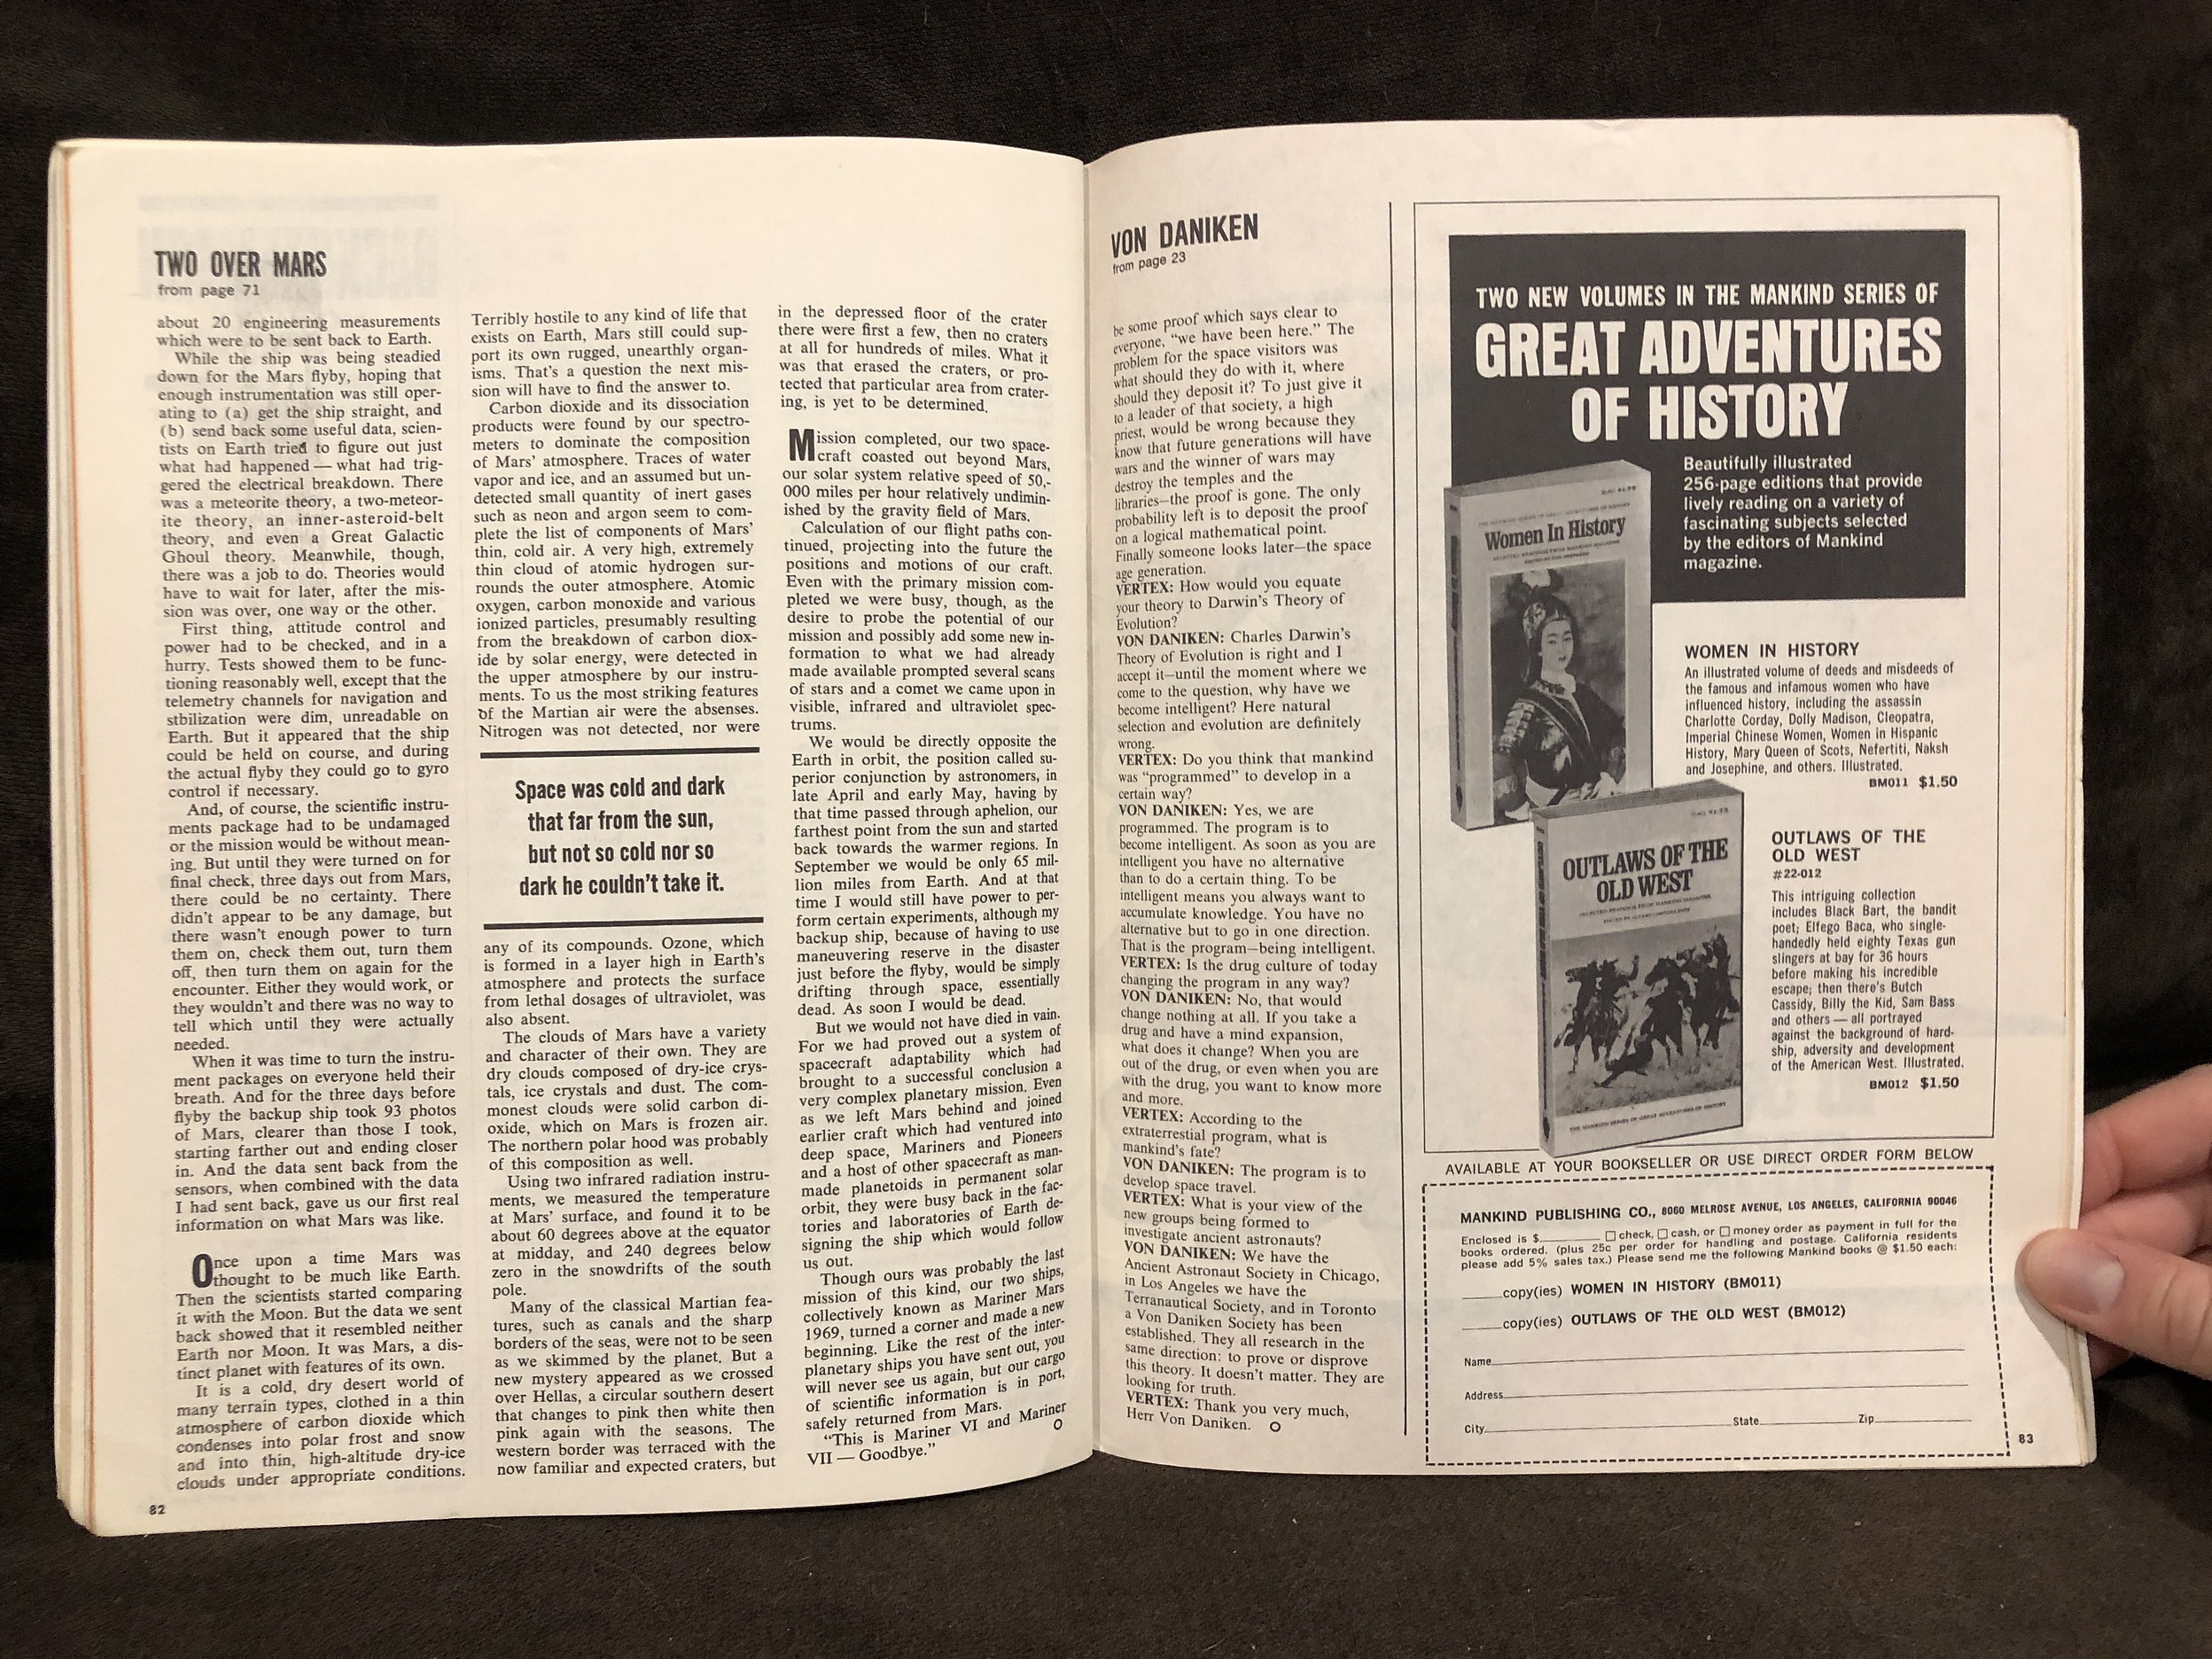 TWO OVER MARS
from page 71
about 20 engineering measurements
which were to be sent back to Earth.
While the ship was being steadied
down for the Mars flyby, hoping that
enough instrumentation was still oper-
ating to (a) get the ship straight, and
(b) send back some useful data, scien-
tists on Earth tried to figure out just
what had happened — what had trig-
gered the electrical breakdown. There
was a meteorite theory, a two-meteor-
ite theory, an inner-asteroid-belt
theory, and even a Great Galactic
Ghoul theory. Meanwhile, though,
there was a job to do. Theories would
have to wait for later, after the mis-
sion was over, one way or the other.
First thing, attitude control and
power had to be checked, and in a
hurry. Tests showed them to be func-
tioning reasonably well, except that the
telemetry channels for navigation and
stbilization were dim, unreadable on
Earth. But it appeared that the ship
could be held on course, and during
the actual flyby they could go to gyro
control if necessary.
And, of course, the scientific instru-
ments package had to be undamaged
or the mission would be without mean-
ing. But until they were turned on for
final check, three days out from Mars,
there could be no certainty. There
didn't appear to be any damage, but
there wasn't enough power to turn
them on, check them out, turn them
off, then turn them on again for the
encounter. Either they would work, or
they wouldn't and there was no way to
tell which until they were actually
needed.
When it was time to turn the instru-
ment packages on everyone held their
breath. And for the three days before
flyby the backup ship took 93 photos
of Mars, clearer than those I took,
starting farther out and ending closer
in. And the data sent back from the
sensors, when combined with the data
I had sent back, gave us our first real
information on what Mars was like.
Once upon a time Mars was
thought to be much like Earth.
Then the scientists started comparing
it with the Moon. But the data we sent
back showed that it resembled neither
Earth nor Moon. It was Mars, a dis-
tinct planet with features of its own.
It is a cold, dry desert world of
many terrain types, clothed in a thin
atmosphere of carbon dioxide which
condenses into polar frost and snow
and into thin, high-altitude dry-ice
clouds under appropriate conditions.
82
Terribly hostile to any kind of life that
exists on Earth, Mars still could sup-
port its own rugged, unearthly organ-
isms. That's a question the next mis-
sion will have to find the answer to.
Carbon dioxide and its dissociation
products were found by our spectro-
meters to dominate the composition
of Mars' atmosphere. Traces of water
vapor and ice, and an assumed but un-
detected small quantity of inert gases
such as neon and argon seem to com-
plete the list of components of Mars'
thin, cold air. A very high, extremely
thin cloud of atomic hydrogen sur-
rounds the outer atmosphere. Atomic
oxygen, carbon monoxide and various
ionized particles, presumably resulting
from the breakdown of carbon diox-
ide by solar energy, were detected in
the upper atmosphere by our instru-
ments. To us the most striking features
of the Martian air were the absenses.
Nitrogen was not detected, nor were
Space was cold and dark
that far from the sun,
but not so cold nor so
dark he couldn't take it.
any of its compounds. Ozone, which
is formed in a layer high in Earth's
atmosphere and protects the surface
from lethal dosages of ultraviolet, was
also absent.
The clouds of Mars have a variety
and character of their own. They are
dry clouds composed of dry-ice crys-
tals, ice crystals and dust. The com-
monest clouds were solid carbon di-
oxide, which on Mars is frozen air.
The northern polar hood was probably
of this composition as well.
Using two infrared radiation instru-
ments, we measured the temperature
at Mars' surface, and found it to be
about 60 degrees above at the equator
at midday, and 240 degrees below
zero in the snowdrifts of the south
pole.
Many of the classical Martian fea-
tures, such as canals and the sharp
borders of the seas, were not to be seen
as we skimmed by the planet. But a
new mystery appeared as we crossed
over Hellas, a circular southern desert
that changes to pink then white then
pink again with the seasons. The
western border was terraced with the
now familiar and expected craters, but
in the depressed floor of the crater
there were first a few, then no craters
at all for hundreds of miles. What it
was that erased the craters, or pro-
tected that particular area from crater-
ing, is yet to be determined.
Mission completed, our two space-
craft coasted out beyond Mars,
our solar system relative speed of 50,-
000 miles per hour relatively undimin-
ished by the gravity field of Mars.
Calculation of our flight paths con-
tinued, projecting into the future the
positions and motions of our craft.
Even with the primary mission com-
pleted we were busy, though, as the
desire to probe the potential of our
mission and possibly add some new in-
formation to what we had already
made available prompted several scans
of stars and a comet we came upon in
visible, infrared and ultraviolet spec-
trums.
We would be directly opposite the
Earth in orbit, the position called su-
perior conjunction by astronomers, in
late April and early May, having by
that time passed through aphelion, our
farthest point from the sun and started
back towards the warmer regions. In
September we would be only 65 mil-
lion miles from Earth. And at that
time I would still have power to per-
form certain experiments, although my
backup ship, because of having to use
maneuvering reserve in the disaster
just before the flyby, would be simply
drifting through space, essentially
dead. As soon I would be dead.
But we would not have died in vain.
For we had proved out a system of
spacecraft adaptability which had
brought to a successful conclusion a
very complex planetary mission. Even
as we left Mars behind and joined
earlier craft which had ventured into
deep space, Mariners and Pioneers
and a host of other spacecraft as man-
made planetoids in permanent solar
orbit, they were busy back in the fac-
tories and laboratories of Earth de-
signing the ship which would follow
us out.
Though ours was probably the last
mission of this kind, our two ships,
collectively known as Mariner Mars
1969, turned a corner and made a new
beginning. Like the rest of the inter-
planetary ships you have sent out, you
will never see us again, but our cargo
of scientific information is in port,
safely returned from Mars.
"This is Mariner VI and Mariner
VII — Goodbye."
VON DANIKEN
from page 23
be some proof which says clear to
everyone, "we have been here." The
problem for the space visitors was
what should they do with it, where
should they deposit it? To just give it
to a leader of that society, a high
priest, would be wrong because they
know that future generations will have
wars and the winner of wars may
destroy the temples and the
libraries—the proof is gone. The only
probability left is to deposit the proof
on a logical mathematical point.
Finally someone looks later—the space
age generation.
VERTEX: How would you equate
your theory to Darwin's Theory of
Evolution?
VON DANIKEN: Charles Darwin's
Theory of Evolution is right and I
accept it—until the moment where we
come to the question, why have we
become intelligent? Here natural
selection and evolution are definitely
wrong.
VERTEX: Do you think that mankind
was "programmed" to develop in a
certain way?
VON DANIKEN: Yes, we are
programmed. The program is to
become intelligent. As soon as you are
intelligent you have no alternative
than to do a certain thing. To be
intelligent means you always want to
accumulate knowledge. You have no
alternative but to go in one direction.
That is the program—being intelligent.
VERTEX: Is the drug culture of today
changing the program in any way?
VON DANIKEN: No, that would
change nothing at all. If you take a
drug and have a mind expansion,
what does it change? When you are
out of the drug, or even when you are
with the drug, you want to know more
and more.
VERTEX: According to the
extraterrestial program, what is
mankind's fate?
VON DANIKEN: The program is to
develop space travel.
VERTEX: What is your view of the
new groups being formed to
investigate ancient astronauts?
VON DANIKEN: We have the
Ancient Astronaut Society in Chicago,
in Los Angeles we have the
Terranautical Society, and in Toronto
a Von Daniken Society has been
established. They all research in the
same direction: to prove or disprove
this theory. It doesn't matter. They are
looking for truth.
VERTEX: Thank you very much,
Herr Von Daniken.
TWO NEW VOLUMES IN THE MANKIND SERIES OF
GREAT ADVENTURES
OF HISTORY
Beautifully illustrated
256-page editions that provide
lively reading on a variety of
fascinating subjects selected
by the editors of Mankind
magazine.
Women In History
SELECTED READINGS FROM MANKIND MAGAZINE
WOMEN IN HISTORY
An illustrated volume of deeds and misdeeds of
the famous and infamous women who have
influenced history, including the assassin
Charlotte Corday, Dolly Madison, Cleopatra,
Imperial Chinese Women, Women in Hispanic
History, Mary Queen of Scots, Nefertiti, Naksh
and Josephine, and others. Illustrated.
BM011 $1.50
OUTLAWS OF THE
OLD WEST
SELECTED READINGS FROM MANKIND MAGAZINE
THE MANKIND SERIES OF GREAT ADVENTURES OF HISTORY
OUTLAWS OF THE
OLD WEST
#22-012
This intriguing collection
includes Black Bart, the bandit
poet; Elfego Baca, who single-
handedly held eighty Texas gun
slingers at bay for 36 hours
before making his incredible
escape; then there's Butch
Cassidy, Billy the Kid, Sam Bass
and others — all portrayed
against the background of hard-
ship, adversity and development
of the American West. Illustrated.
BM012 $1.50
AVAILABLE AT YOUR BOOKSELLER OR USE DIRECT ORDER FORM BELOW
MANKIND PUBLISHING CO., 8060 MELROSE AVENUE, LOS ANGELES, CALIFORNIA 90046
Enclosed is $ check, cash, or money order as payment in full for the
books ordered. (plus 25c per order for handling and postage. California residents
please add 5% sales tax.) Please send me the following Mankind books @ $1.50 each:
copy(ies) WOMEN IN HISTORY (BM011)
copy(ies) OUTLAWS OF THE OLD WEST (BM012)
Name
Address
City State Zip
83